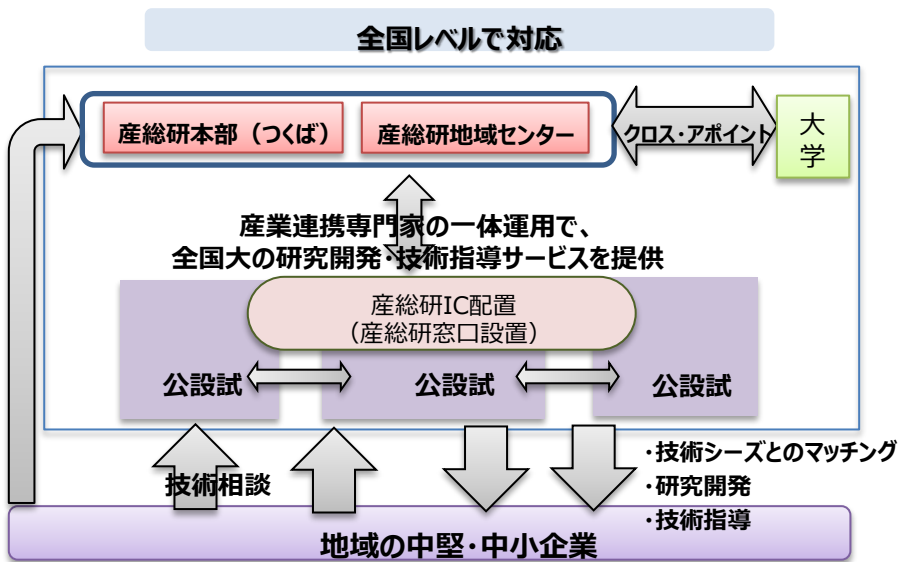 全国レベルで対応
産総研本部（つくば）
産総研地域センター
クロス・アポイント
大
学
産業連携専門家の一体運用で、
全国大の研究開発・技術指導サービスを提供
産総研IC配置
（産総研窓口設置）
公設試
公設試
公設試
技術相談
・技術シーズとのマッチング
・研究開発
・技術指導
地域の中堅・中小企業